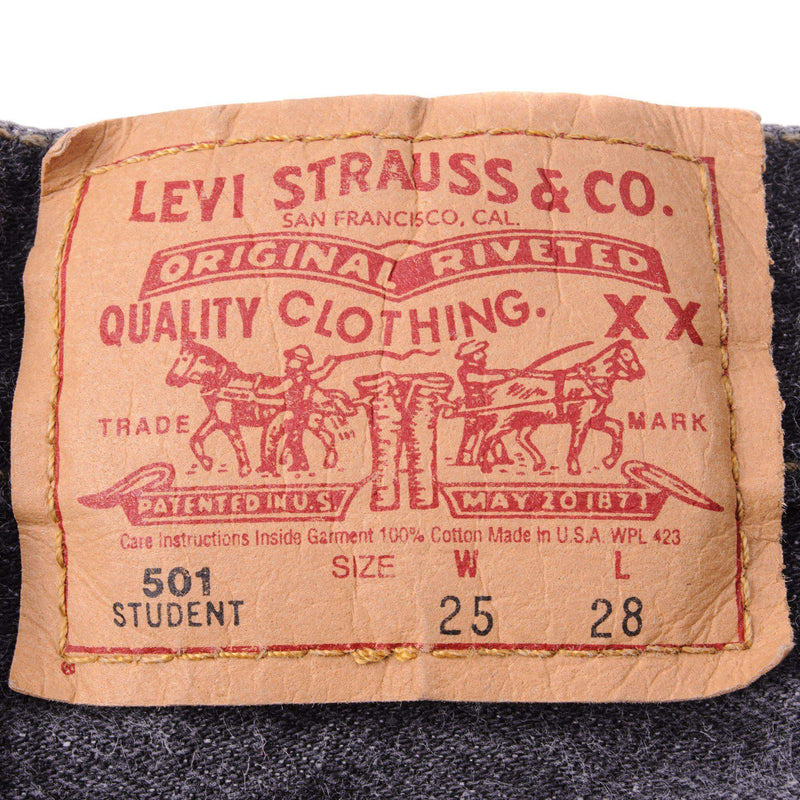 LEVI STRAUSS & CO.
SAN FRANCISCO, CAL.
ORIGINAL RIVETED
QUALITY CLOTHING. XX
TRADE MARK
PATENTED IN U.S. MAY 20 1873
Care Instructions Inside Garment 100% Cotton Made in U.S.A. WPL 423
SIZE W L
501
STUDENT 25 28
®